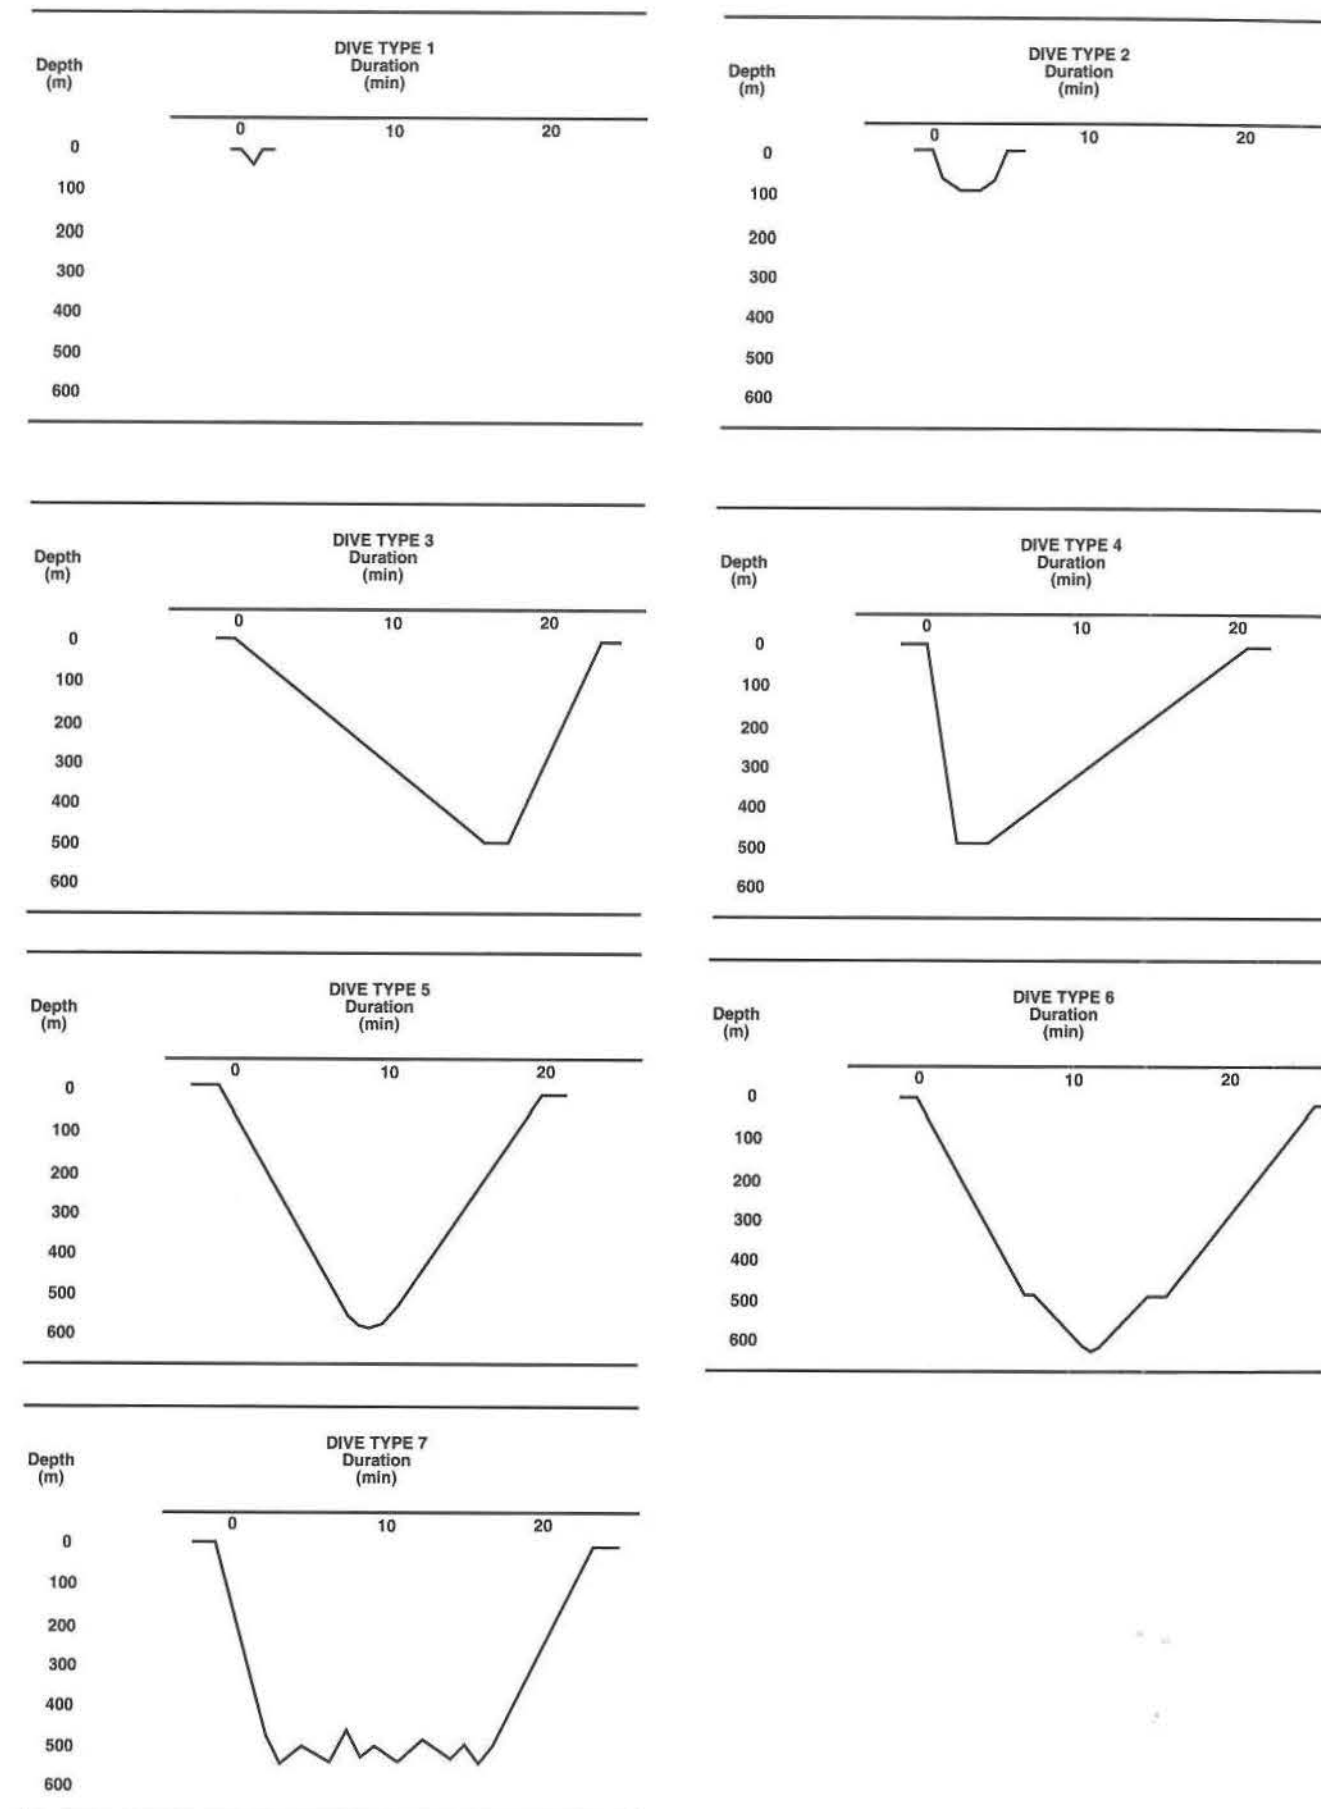 DIVE TYPE 1
Depth
(m)
Duration
(min)
0 10 20
0
100
200
300
400
500
600
DIVE TYPE 2
Depth
(m)
Duration
(min)
0 10 20
0
100
200
300
400
500
600
DIVE TYPE 3
Depth
(m)
Duration
(min)
0 10 20
0
100
200
300
400
500
600
DIVE TYPE 4
Depth
(m)
Duration
(min)
0 10 20
0
100
200
300
400
500
600
DIVE TYPE 5
Depth
(m)
Duration
(min)
0 10 20
0
100
200
300
400
500
600
DIVE TYPE 6
Depth
(m)
Duration
(min)
0 10 20
0
100
200
300
400
500
600
DIVE TYPE 7
Depth
(m)
Duration
(min)
0 10 20
0
100
200
300
400
500
600